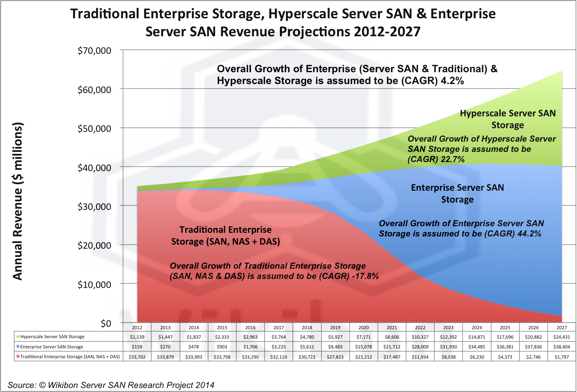 Traditional Enterprise Storage, Hyperscale Server SAN & Enterprise
Server SAN Revenue Projections 2012-2027
$70,000
$60,000
$50,000
$40,000
$30,000
$20,000
$10,000
$0
Annual Revenue ($ millions)
Overall Growth of Enterprise (Server SAN & Traditional) &
Hyperscale Storage is assumed to be (CAGR) 4.2%
Hyperscale Server SAN
Storage
Overall Growth of Hyperscale Server
SAN Storage is assumed to be
(CAGR) 22.7%
Enterprise Server SAN
Storage
Overall Growth of Enterprise Server SAN
Storage is assumed to be (CAGR) 44.2%
Traditional Enterprise
Storage (SAN, NAS + DAS)
Overall Growth of Traditional Enterprise Storage
(SAN, NAS & DAS) is assumed to be (CAGR) -17.8%
2012 2013 2014 2015 2016 2017 2018 2019 2020 2021 2022 2023 2024 2025 2026 2027
Hyperscale Server SAN Storage $1,139 $1,447 $1,837 $2,333 $2,963 $3,764 $4,780 $5,927 $7,171 $8,606 $10,327 $12,392 $14,871 $17,696 $20,882 $24,431
Enterprise Server SAN Storage $159 $270 $478 $903 $1,706 $3,225 $5,611 $9,483 $15,078 $21,712 $28,009 $31,930 $34,485 $36,381 $37,836 $38,404
Traditional Enterprise Storage (SAN, NAS + DAS) $33,702 $33,879 $33,993 $33,798 $33,290 $32,110 $30,723 $27,823 $23,212 $17,487 $11,934 $8,538 $6,230 $4,373 $2,746 $1,797
Source: © Wikibon Server SAN Research Project 2014